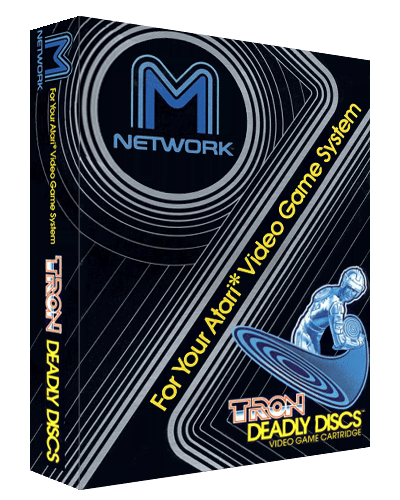 M
NETWORK
For Your Atari* Video Game System
TRON
DEADLY DISCS
M
NETWORK
For Your Atari* Video Game System
TRON
DEADLY DISCS™
VIDEO GAME CARTRIDGE